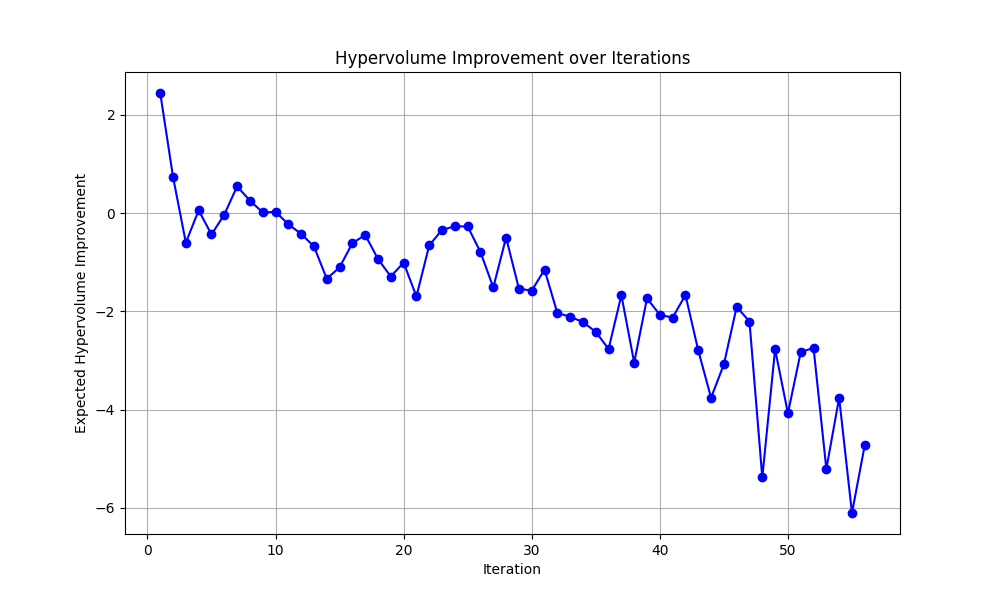 Hypervolume Improvement over Iterations
Expected Hypervolume Improvement
2
0
−2
−4
−6
0 10 20 30 40 50
Iteration